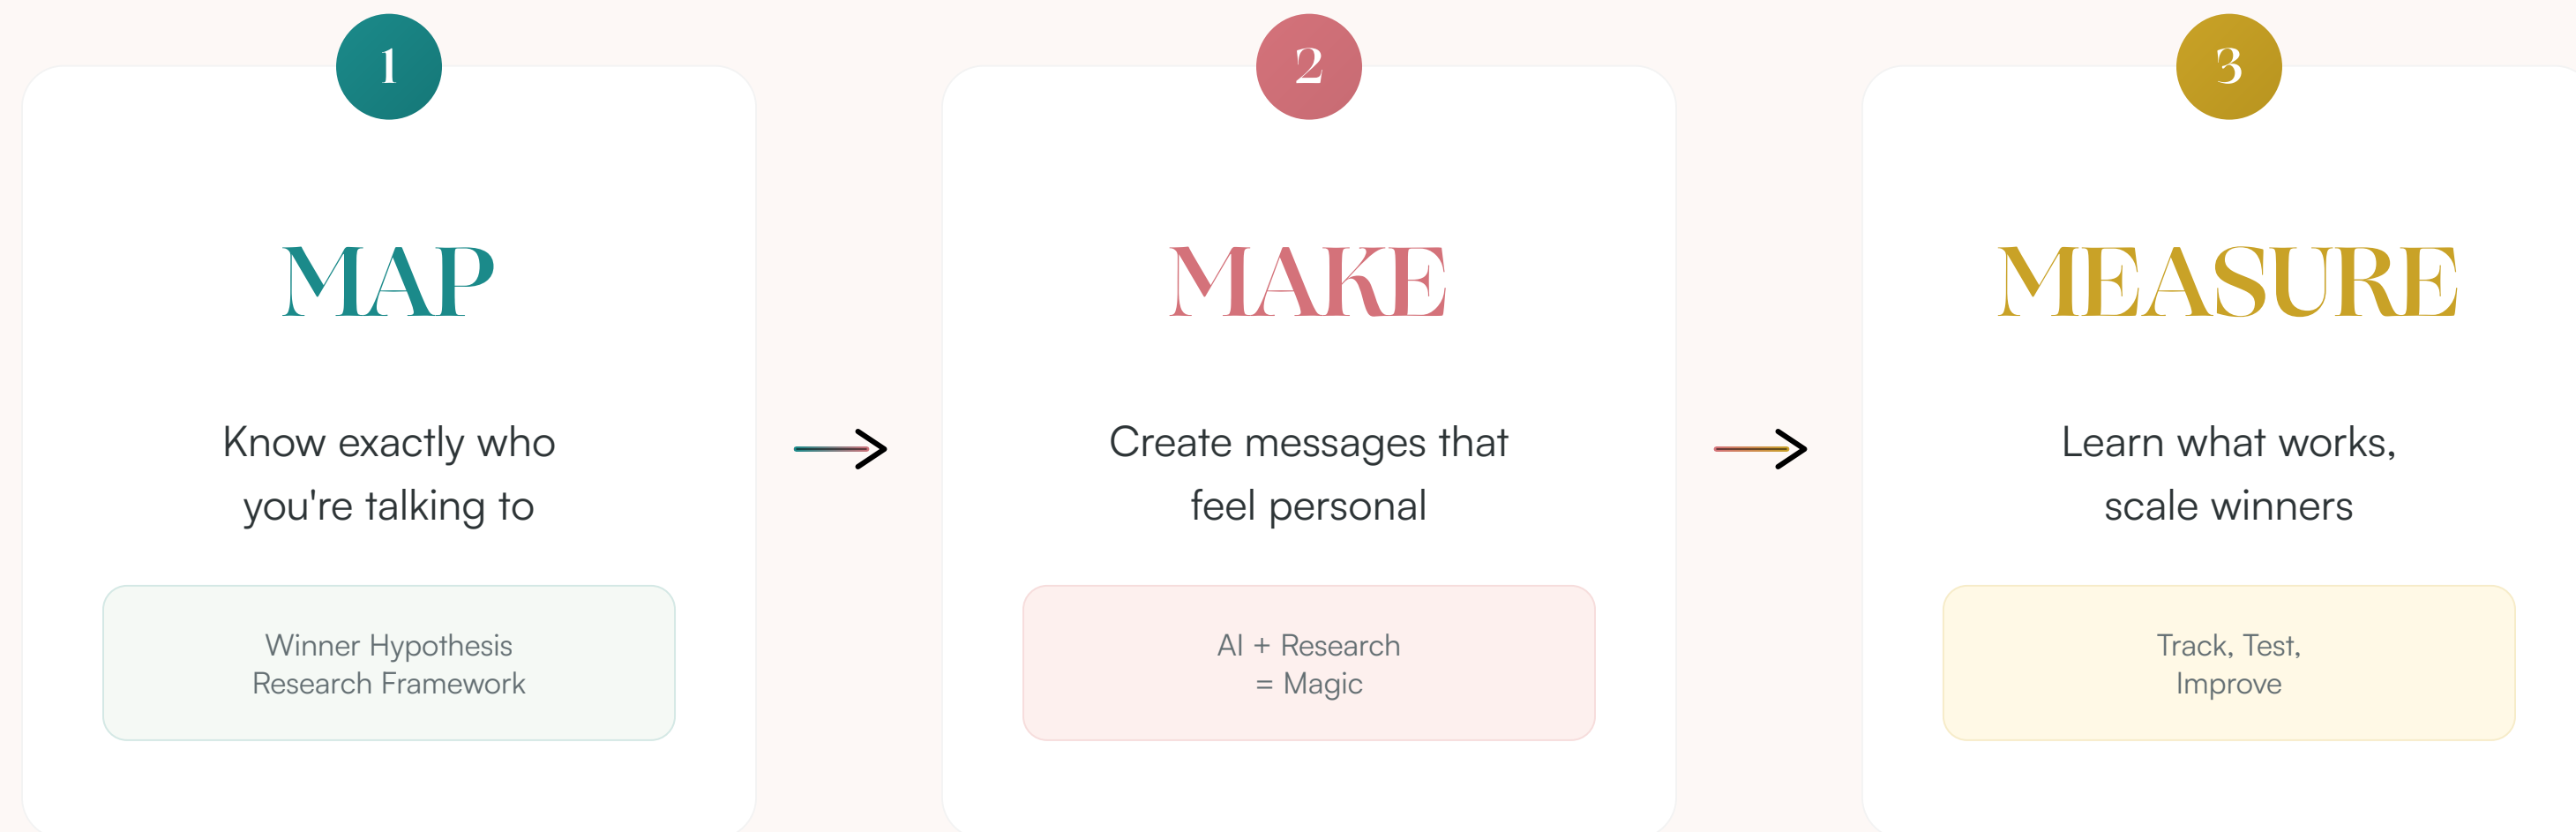 1
MAP
Know exactly who
you're talking to
Winner Hypothesis
Research Framework
2
MAKE
Create messages that
feel personal
AI + Research
= Magic
3
MEASURE
Learn what works,
scale winners
Track, Test,
Improve